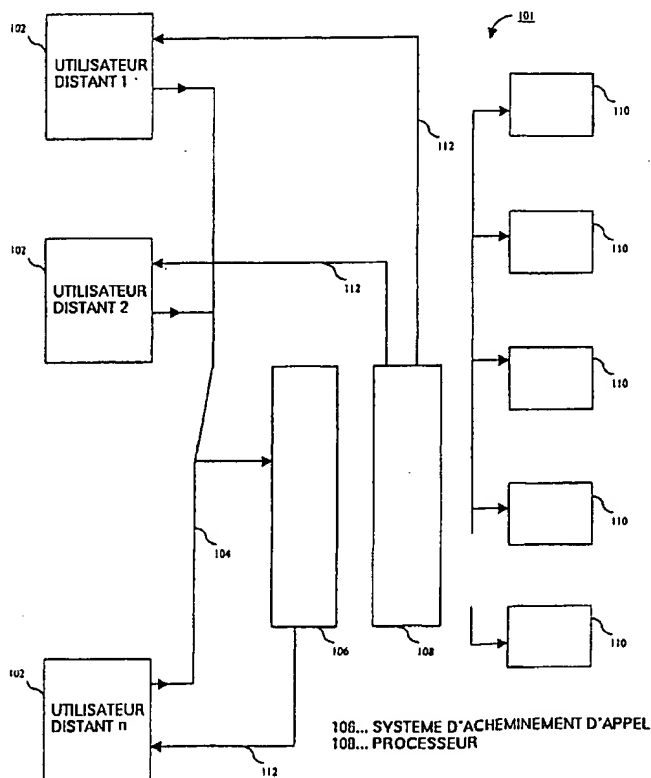 101
102
UTILISATEUR
DISTANT 1
112
110
102
UTILISATEUR
DISTANT 2
112
110
110
104
110
106
108
102
UTILISATEUR
DISTANT n
112
110
106... SYSTEME D'ACHEMINEMENT D'APPEL
108... PROCESSEUR